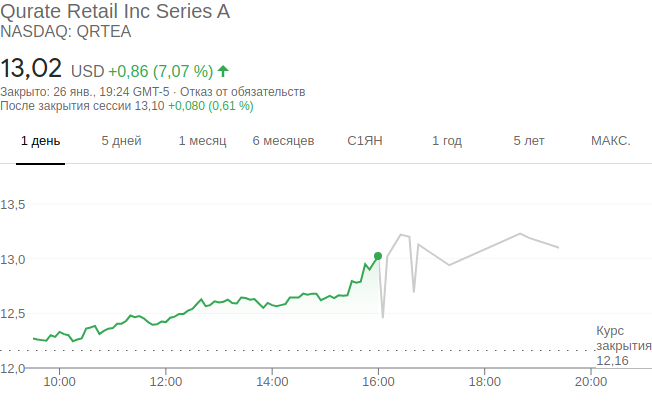 Qurate Retail Inc Series A
NASDAQ: QRTEA
13,02 USD +0,86 (7,07 %)
Закрыто: 26 янв., 19:24 GMT-5 · Отказ от обязательств
После закрытия сессии 13,10 +0,080 (0,61 %)
1 день 5 дней 1 месяц 6 месяцев С1ЯН 1 год 5 лет МАКС.
13,5
13,0
12,5
Курс
закрытия
12,16
12,0
10:00 12:00 14:00 16:00 18:00 20:00